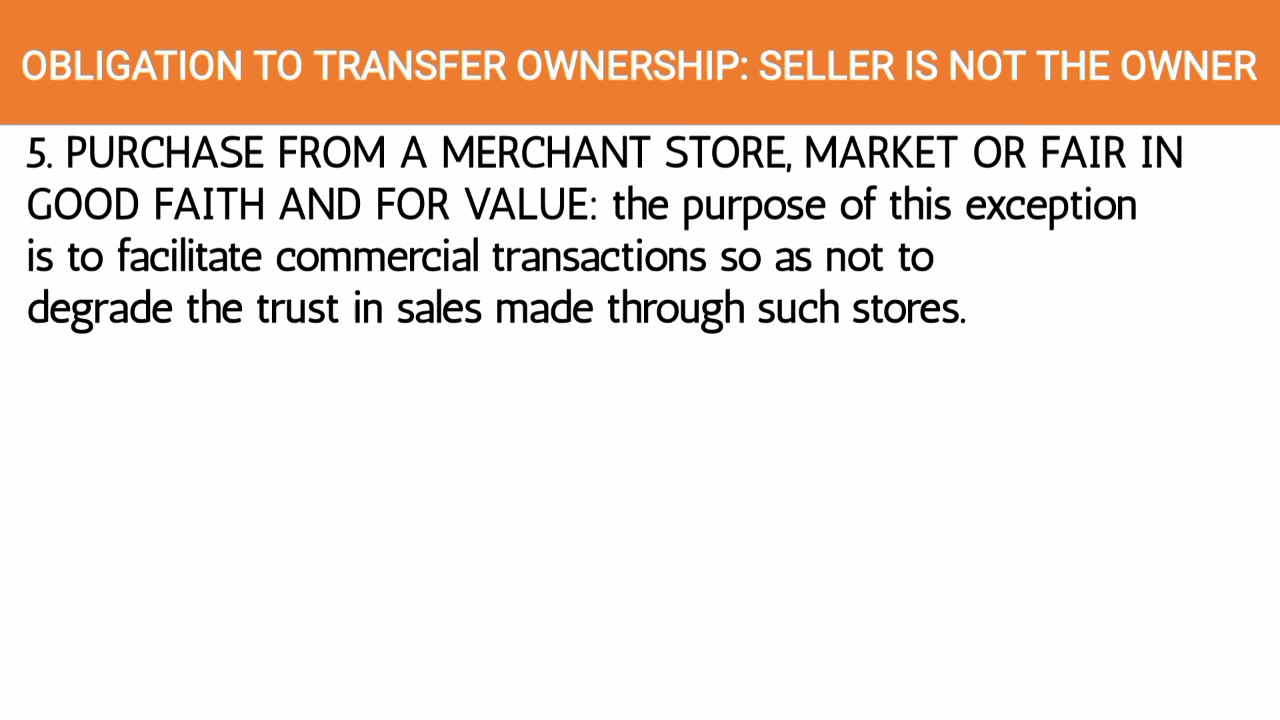 OBLIGATION TO TRANSFER OWNERSHIP: SELLER IS NOT THE OWNER
5. PURCHASE FROM A MERCHANT STORE, MARKET OR FAIR IN
GOOD FAITH AND FOR VALUE: the purpose of this exception
is to facilitate commercial transactions so as not to
degrade the trust in sales made through such stores.